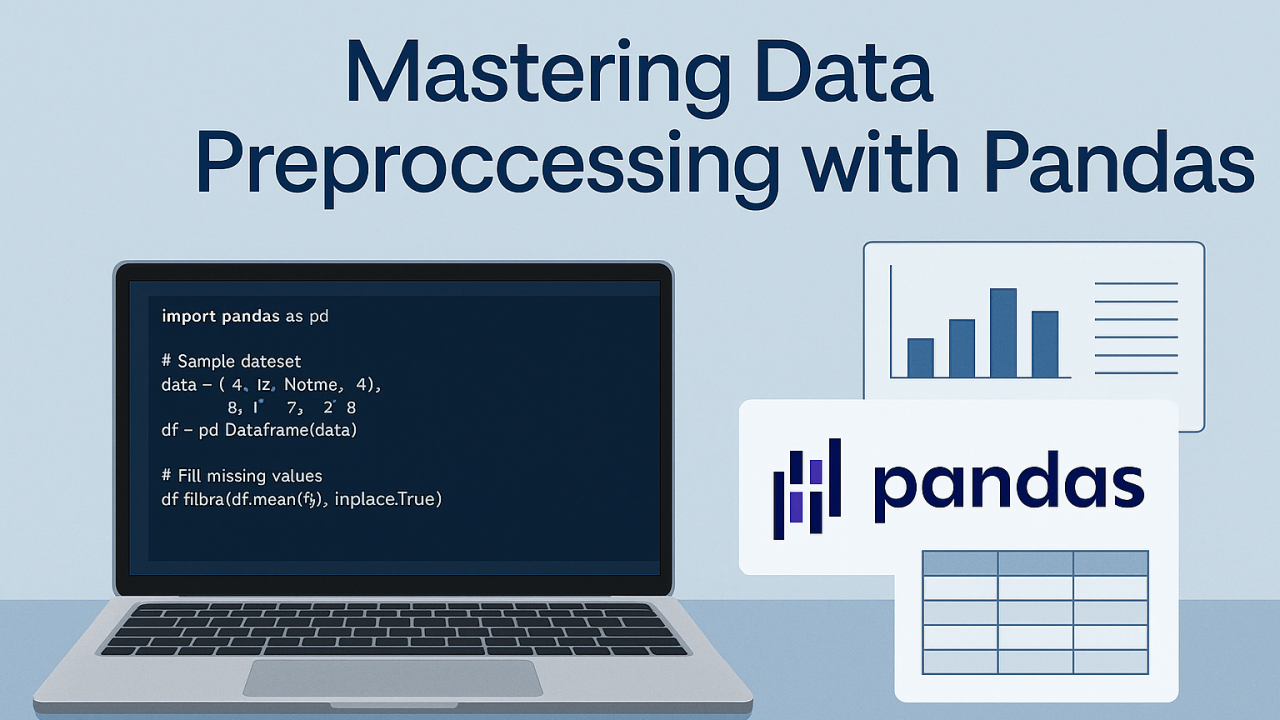 Mastering Data
Preproccessing with Pandas
import pandas as pd
# Sample dateset
data – ( 4, Iz, Notme, 4),
8, I 7, 2 8
df – pd Dataframe(data)
# Fill missing values
df filbra(df.mean(), inplace.True)
pandas